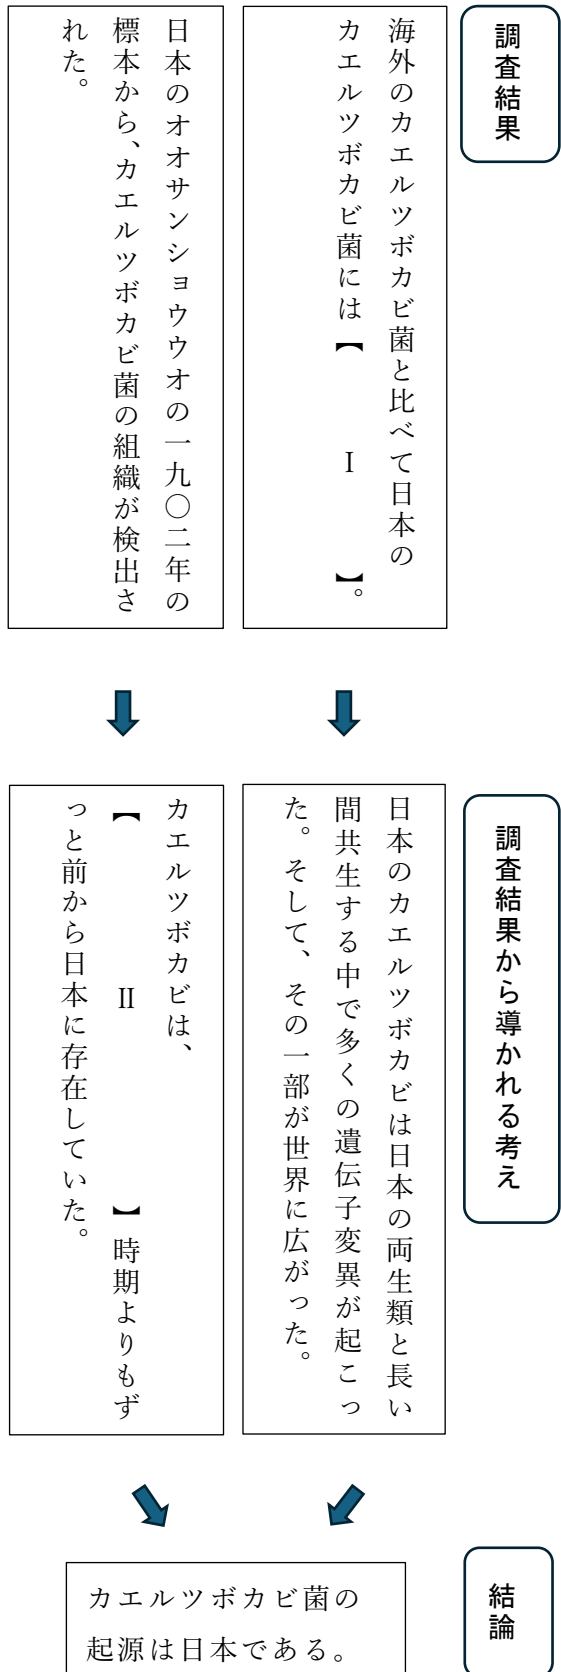 調査結果
海外のカエルツボカビ菌と比べて日本の
カエルツボカビ菌には【　Ⅰ　】。
日本のオオサンショウウオの一九〇二年の
標本から、カエルツボカビ菌の組織が検出さ
れた。
調査結果から導かれる考え
日本のカエルツボカビは日本の両生類と長い
間共生する中で多くの遺伝子変異が起こっ
た。そして、その一部が世界に広がった。
カエルツボカビは、
【　Ⅱ　】時期よりもず
っと前から日本に存在していた。
結論
カエルツボカビ菌の
起源は日本である。